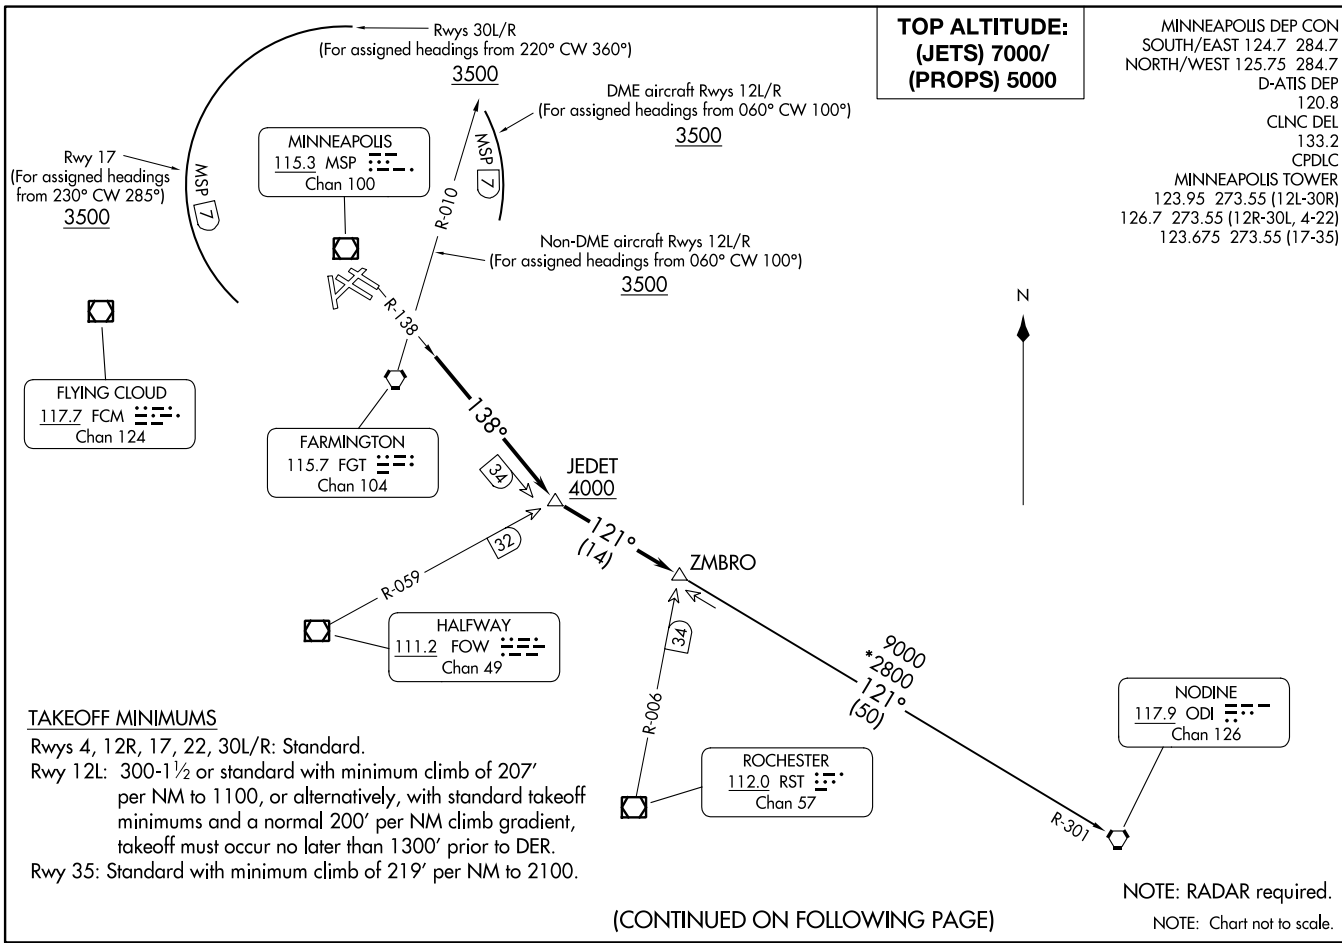 Rwys 30L/R
(For assigned headings from 220° CW 360°)
3500
TOP ALTITUDE:
(JETS) 7000/
(PROPS) 5000
MINNEAPOLIS DEP CON
SOUTH/EAST 124.7 284.7
NORTH/WEST 125.75 284.7
D-ATIS DEP
120.8
CLNC DEL
133.2
CPDLC
MINNEAPOLIS TOWER
123.95 273.55 (12L-30R)
126.7 273.55 (12R-30L, 4-22)
123.675 273.55 (17-35)
DME aircraft Rwys 12L/R
(For assigned headings from 060° CW 100°)
3500
MINNEAPOLIS
115.3 MSP
Chan 100
Rwy 17
(For assigned headings
from 230° CW 285°)
3500
MSP 7
MSP 7
R-010
Non-DME aircraft Rwys 12L/R
(For assigned headings from 060° CW 100°)
3500
N
R-138
FLYING CLOUD
117.7 FCM
Chan 124
FARMINGTON
115.7 FGT
Chan 104
138°
34
JEDET
4000
121°
(14)
32
R-059
ZMBRO
HALFWAY
111.2 FOW
Chan 49
34
R-006
9000
*2800
121°
(50)
NODINE
117.9 ODI
Chan 126
ROCHESTER
112.0 RST
Chan 57
R-301
TAKEOFF MINIMUMS
Rwys 4, 12R, 17, 22, 30L/R: Standard.
Rwy 12L: 300-1½ or standard with minimum climb of 207'
per NM to 1100, or alternatively, with standard takeoff
minimums and a normal 200' per NM climb gradient,
takeoff must occur no later than 1300' prior to DER.
Rwy 35: Standard with minimum climb of 219' per NM to 2100.
(CONTINUED ON FOLLOWING PAGE)
NOTE: RADAR required.
NOTE: Chart not to scale.